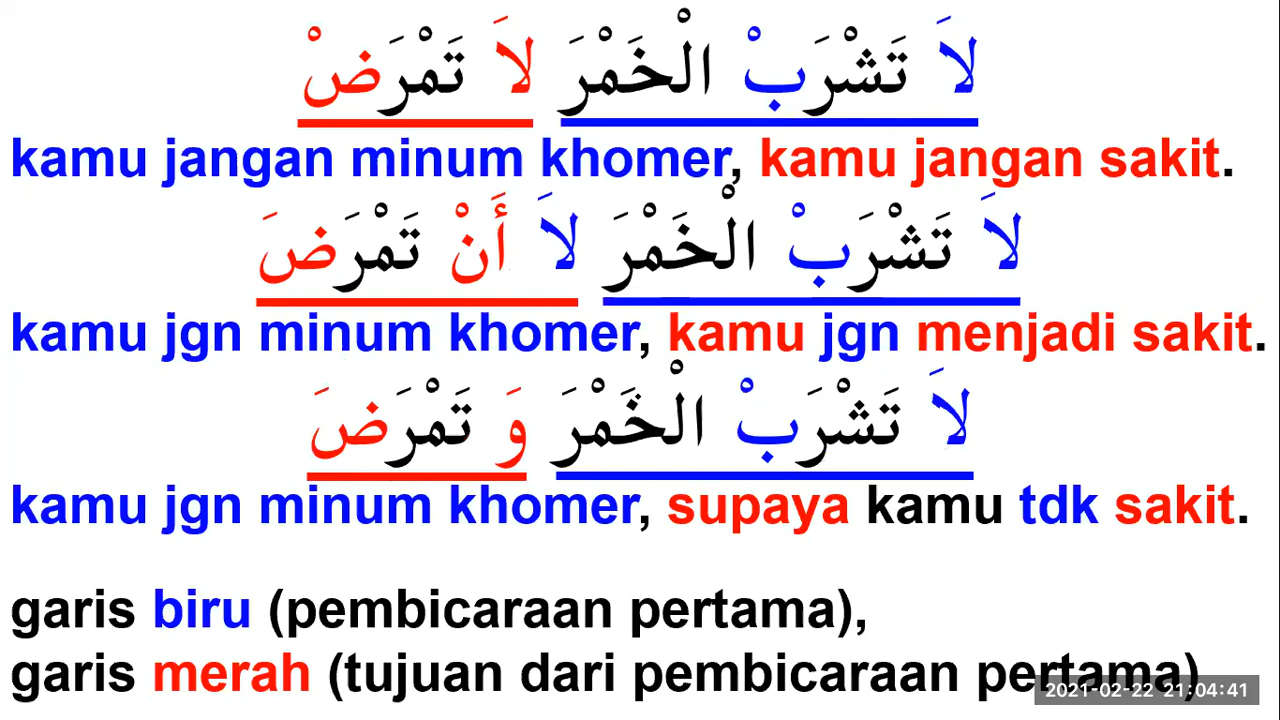 لاَ تَشْرَبْ الْخَمْرَ لاَ تَمْرَضْ
kamu jangan minum khomer, kamu jangan sakit.
لاَ تَشْرَبْ الْخَمْرَ لاَ أَنْ تَمْرَضَ
kamu jgn minum khomer, kamu jgn menjadi sakit.
لاَ تَشْرَبْ الْخَمْرَ وَ تَمْرَضَ
kamu jgn minum khomer, supaya kamu tdk sakit.
garis biru (pembicaraan pertama),
garis merah (tujuan dari pembicaraan pertama)
2021-02-22 21:04:41